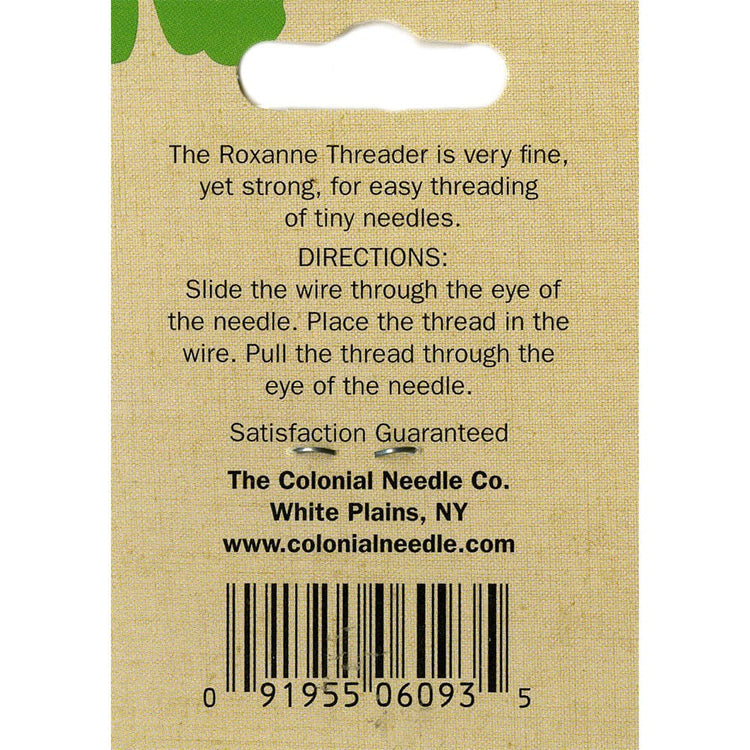 The Roxanne Threader is very fine,
yet strong, for easy threading
of tiny needles.
DIRECTIONS:
Slide the wire through the eye of
the needle. Place the thread in the
wire. Pull the thread through the
eye of the needle.
Satisfaction Guaranteed
The Colonial Needle Co.
White Plains, NY
www.colonialneedle.com
0 91955 06093 5